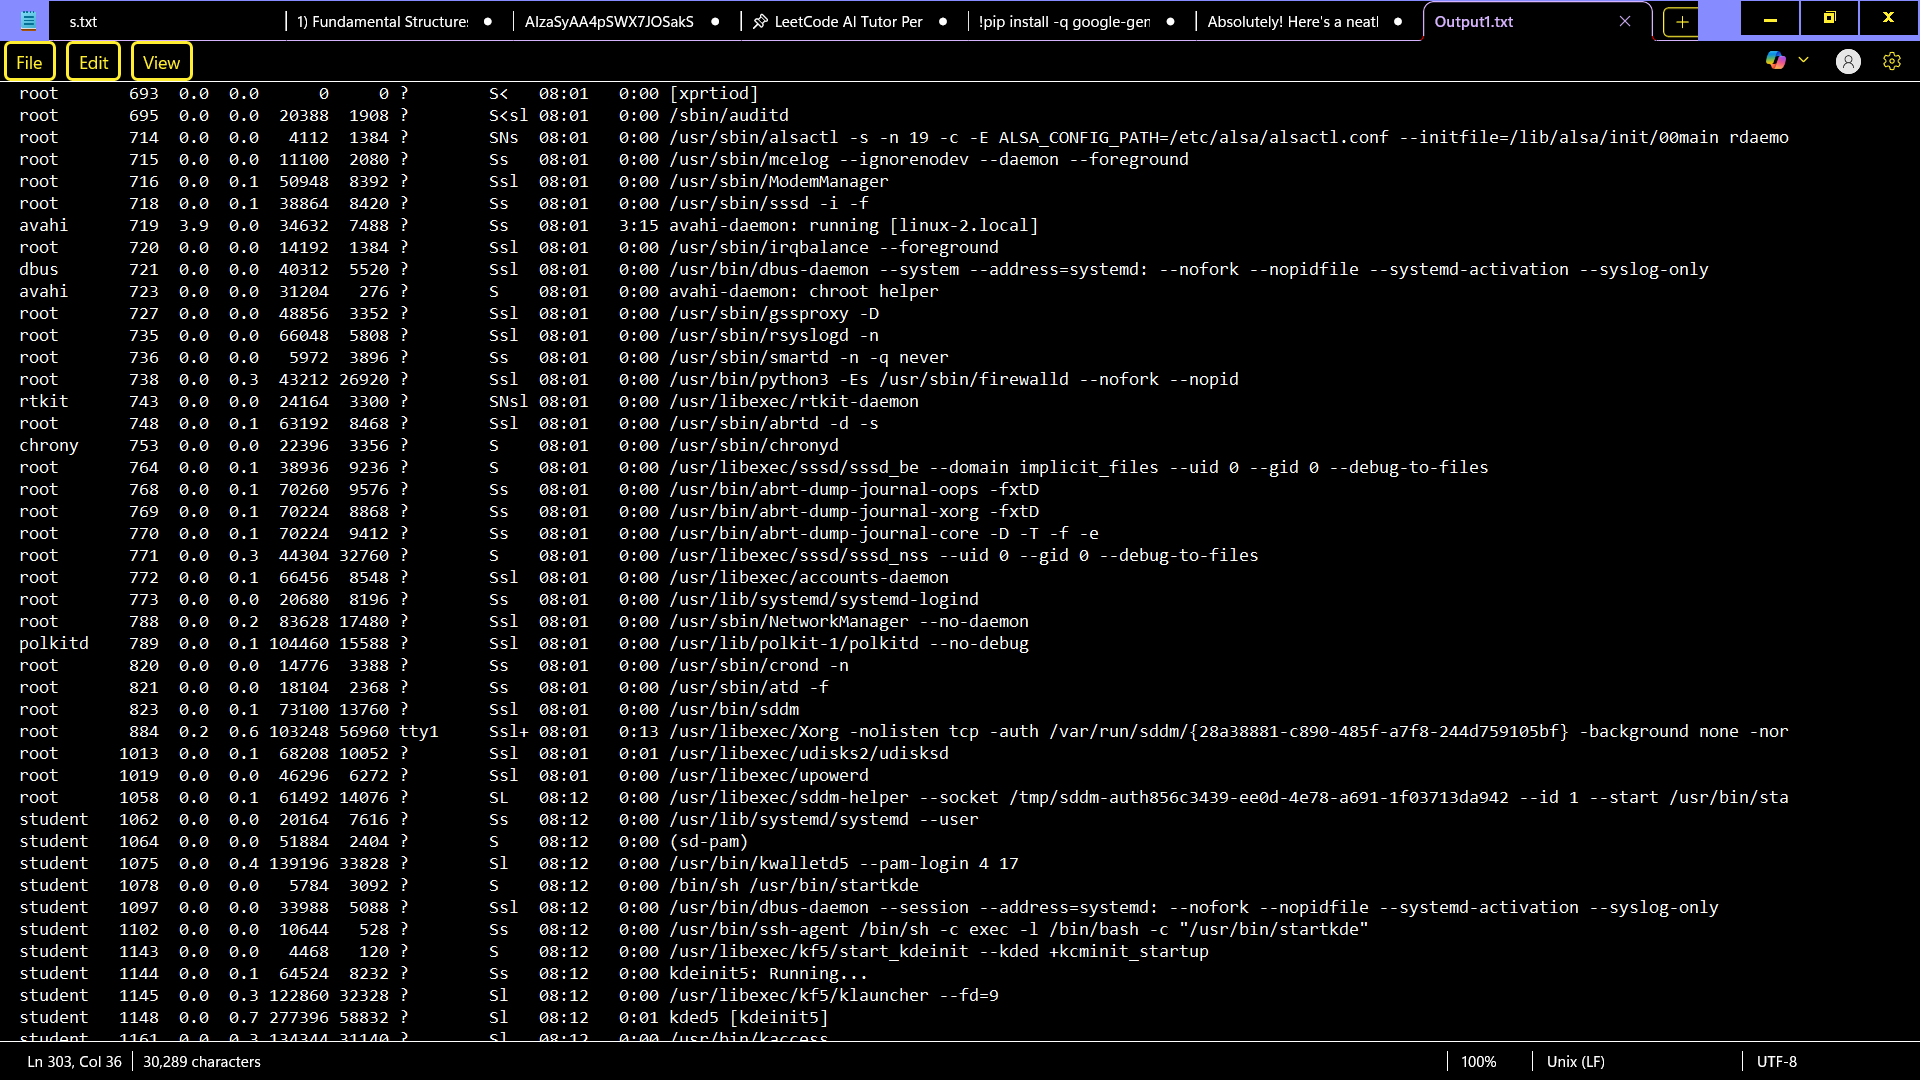 s.txt
1) Fundamental Structure
AIzaSyAA4pSWX7JOSakS
LeetCode AI Tutor Per
!pip install -q google-gen
Absolutely! Here's a neat
Output1.txt
File Edit View
root 693 0.0 0.0 0 0 ? S< 08:01 0:00 [xprtiod]
root 695 0.0 0.0 20388 1908 ? S<sl 08:01 0:00 /sbin/auditd
root 714 0.0 0.0 4112 1384 ? SNs 08:01 0:00 /usr/sbin/alsactl -s -n 19 -c -E ALSA_CONFIG_PATH=/etc/alsa/alsactl.conf --initfile=/lib/alsa/init/00main rdaemo
root 715 0.0 0.0 11100 2080 ? Ss 08:01 0:00 /usr/sbin/mcelog --ignorenodev --daemon --foreground
root 716 0.0 0.1 50948 8392 ? Ssl 08:01 0:00 /usr/sbin/ModemManager
root 718 0.0 0.1 38864 8420 ? Ss 08:01 0:00 /usr/sbin/sssd -i -f
avahi 719 3.9 0.0 34632 7488 ? Ss 08:01 3:15 avahi-daemon: running [linux-2.local]
root 720 0.0 0.0 14192 1384 ? Ssl 08:01 0:00 /usr/sbin/irqbalance --foreground
dbus 721 0.0 0.0 40312 5520 ? Ssl 08:01 0:00 /usr/bin/dbus-daemon --system --address=systemd: --nofork --nopidfile --systemd-activation --syslog-only
avahi 723 0.0 0.0 31204 276 ? S 08:01 0:00 avahi-daemon: chroot helper
root 727 0.0 0.0 48856 3352 ? Ssl 08:01 0:00 /usr/sbin/gssproxy -D
root 735 0.0 0.0 66048 5808 ? Ssl 08:01 0:00 /usr/sbin/rsyslogd -n
root 736 0.0 0.0 5972 3896 ? Ss 08:01 0:00 /usr/sbin/smartd -n -q never
root 738 0.0 0.3 43212 26920 ? Ssl 08:01 0:00 /usr/bin/python3 -Es /usr/sbin/firewalld --nofork --nopid
rtkit 743 0.0 0.0 24164 3300 ? SNsl 08:01 0:00 /usr/libexec/rtkit-daemon
root 748 0.0 0.1 63192 8468 ? Ssl 08:01 0:00 /usr/sbin/abrtd -d -s
chrony 753 0.0 0.0 22396 3356 ? S 08:01 0:00 /usr/sbin/chronyd
root 764 0.0 0.1 38936 9236 ? S 08:01 0:00 /usr/libexec/sssd/sssd_be --domain implicit_files --uid 0 --gid 0 --debug-to-files
root 768 0.0 0.1 70260 9576 ? Ss 08:01 0:00 /usr/bin/abrt-dump-journal-oops -fxtD
root 769 0.0 0.1 70224 8868 ? Ss 08:01 0:00 /usr/bin/abrt-dump-journal-xorg -fxtD
root 770 0.0 0.1 70224 9412 ? Ss 08:01 0:00 /usr/bin/abrt-dump-journal-core -D -T -f -e
root 771 0.0 0.3 44304 32760 ? S 08:01 0:00 /usr/libexec/sssd/sssd_nss --uid 0 --gid 0 --debug-to-files
root 772 0.0 0.1 66456 8548 ? Ssl 08:01 0:00 /usr/libexec/accounts-daemon
root 773 0.0 0.0 20680 8196 ? Ss 08:01 0:00 /usr/lib/systemd/systemd-logind
root 788 0.0 0.2 83628 17480 ? Ssl 08:01 0:00 /usr/sbin/NetworkManager --no-daemon
polkitd 789 0.0 0.1 104460 15588 ? Ssl 08:01 0:00 /usr/lib/polkit-1/polkitd --no-debug
root 820 0.0 0.0 14776 3388 ? Ss 08:01 0:00 /usr/sbin/crond -n
root 821 0.0 0.0 18104 2368 ? Ss 08:01 0:00 /usr/sbin/atd -f
root 823 0.0 0.1 73100 13760 ? Ssl 08:01 0:00 /usr/bin/sddm
root 884 0.2 0.6 103248 56960 tty1 Ssl+ 08:01 0:13 /usr/libexec/Xorg -nolisten tcp -auth /var/run/sddm/{28a38881-c890-485f-a7f8-244d759105bf} -background none -nor
root 1013 0.0 0.1 68208 10052 ? Ssl 08:01 0:01 /usr/libexec/udisks2/udisksd
root 1019 0.0 0.0 46296 6272 ? Ssl 08:01 0:00 /usr/libexec/upowerd
root 1058 0.0 0.1 61492 14076 ? SL 08:12 0:00 /usr/libexec/sddm-helper --socket /tmp/sddm-auth856c3439-ee0d-4e78-a691-1f03713da942 --id 1 --start /usr/bin/sta
student 1062 0.0 0.0 20164 7616 ? Ss 08:12 0:00 /usr/lib/systemd/systemd --user
student 1064 0.0 0.0 51884 2404 ? S 08:12 0:00 (sd-pam)
student 1075 0.0 0.4 139196 33828 ? Sl 08:12 0:00 /usr/bin/kwalletd5 --pam-login 4 17
student 1078 0.0 0.0 5784 3092 ? S 08:12 0:00 /bin/sh /usr/bin/startkde
student 1097 0.0 0.0 33988 5088 ? Ssl 08:12 0:00 /usr/bin/dbus-daemon --session --address=systemd: --nofork --nopidfile --systemd-activation --syslog-only
student 1102 0.0 0.0 10644 528 ? Ss 08:12 0:00 /usr/bin/ssh-agent /bin/sh -c exec -l /bin/bash -c "/usr/bin/startkde"
student 1143 0.0 0.0 4468 120 ? S 08:12 0:00 /usr/libexec/kf5/start_kdeinit --kded +kcminit_startup
student 1144 0.0 0.1 64524 8232 ? Ss 08:12 0:00 kdeinit5: Running...
student 1145 0.0 0.3 122860 32328 ? Sl 08:12 0:00 /usr/libexec/kf5/klauncher --fd=9
student 1148 0.0 0.7 277396 58832 ? Sl 08:12 0:01 kded5 [kdeinit5]
student 1161 0.0 0.3 134344 31140 ? Sl 08:12 0:00 /usr/bin/kaccess
Ln 303, Col 36 30,289 characters 100% Unix (LF) UTF-8